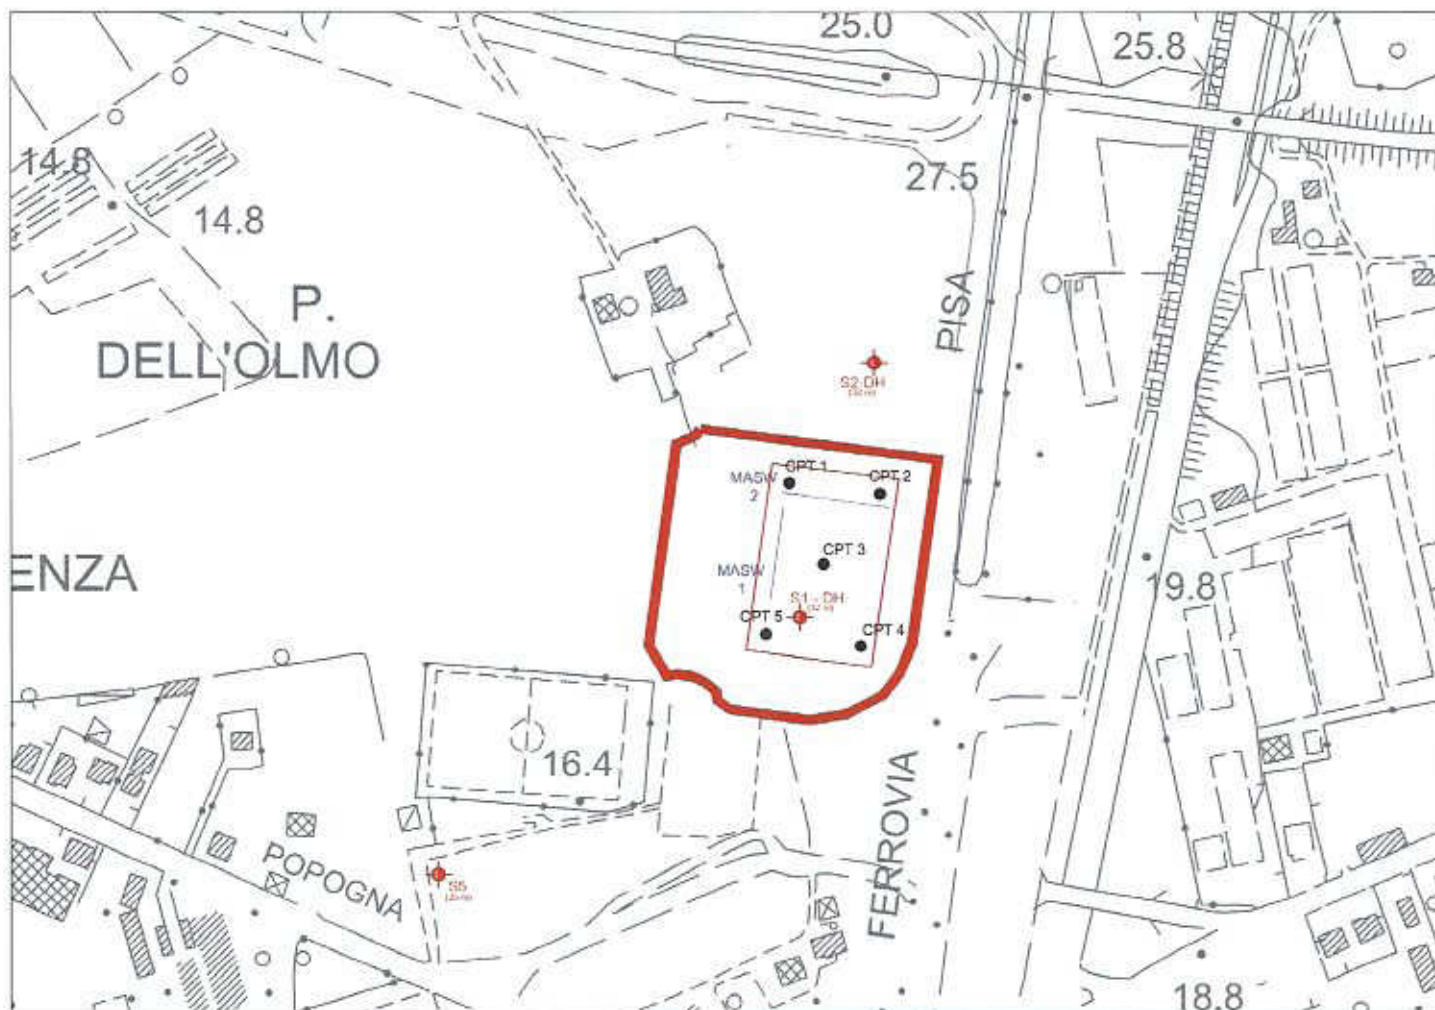 25.0
25.8
14.8
27.5
14.8
P.
DELL'OLMO
PISA
S2-DH
CPT 1
MASW
2
CPT 2
CPT 3
ENZA
MASW
1
19.8
S1 - DH
CPT 5
CPT 4
16.4
FERROVIA
POPOGNA
S5
18.8